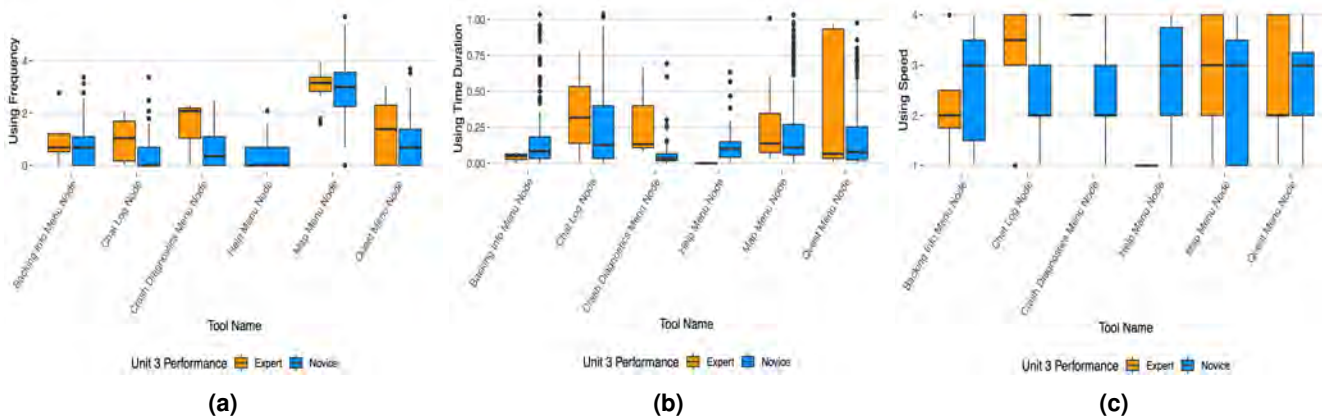 Using Frequency
4
2
0
Backing Info Menu Node
Chat Log Node
Crash Diagnostics Menu Node
Help Menu Node
Map Menu Node
Quest Menu Node
Tool Name
Unit 3 Performance Expert Novice
(a)
Using Time Duration
1.00
0.75
0.50
0.25
0.00
Backing Info Menu Node
Chat Log Node
Crash Diagnostics Menu Node
Help Menu Node
Map Menu Node
Quest Menu Node
Tool Name
Unit 3 Performance Expert Novice
(b)
Using Speed
4
3
2
1
Backing Info Menu Node
Chat Log Node
Crash Diagnostics Menu Node
Help Menu Node
Map Menu Node
Quest Menu Node
Tool Name
Unit 3 Performance Expert Novice
(c)